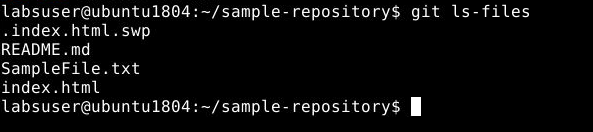 labsuser@ubuntu1804:~/sample-repository$ git ls-files
.index.html.swp
README.md
SampleFile.txt
index.html
labsuser@ubuntu1804:~/sample-repository$